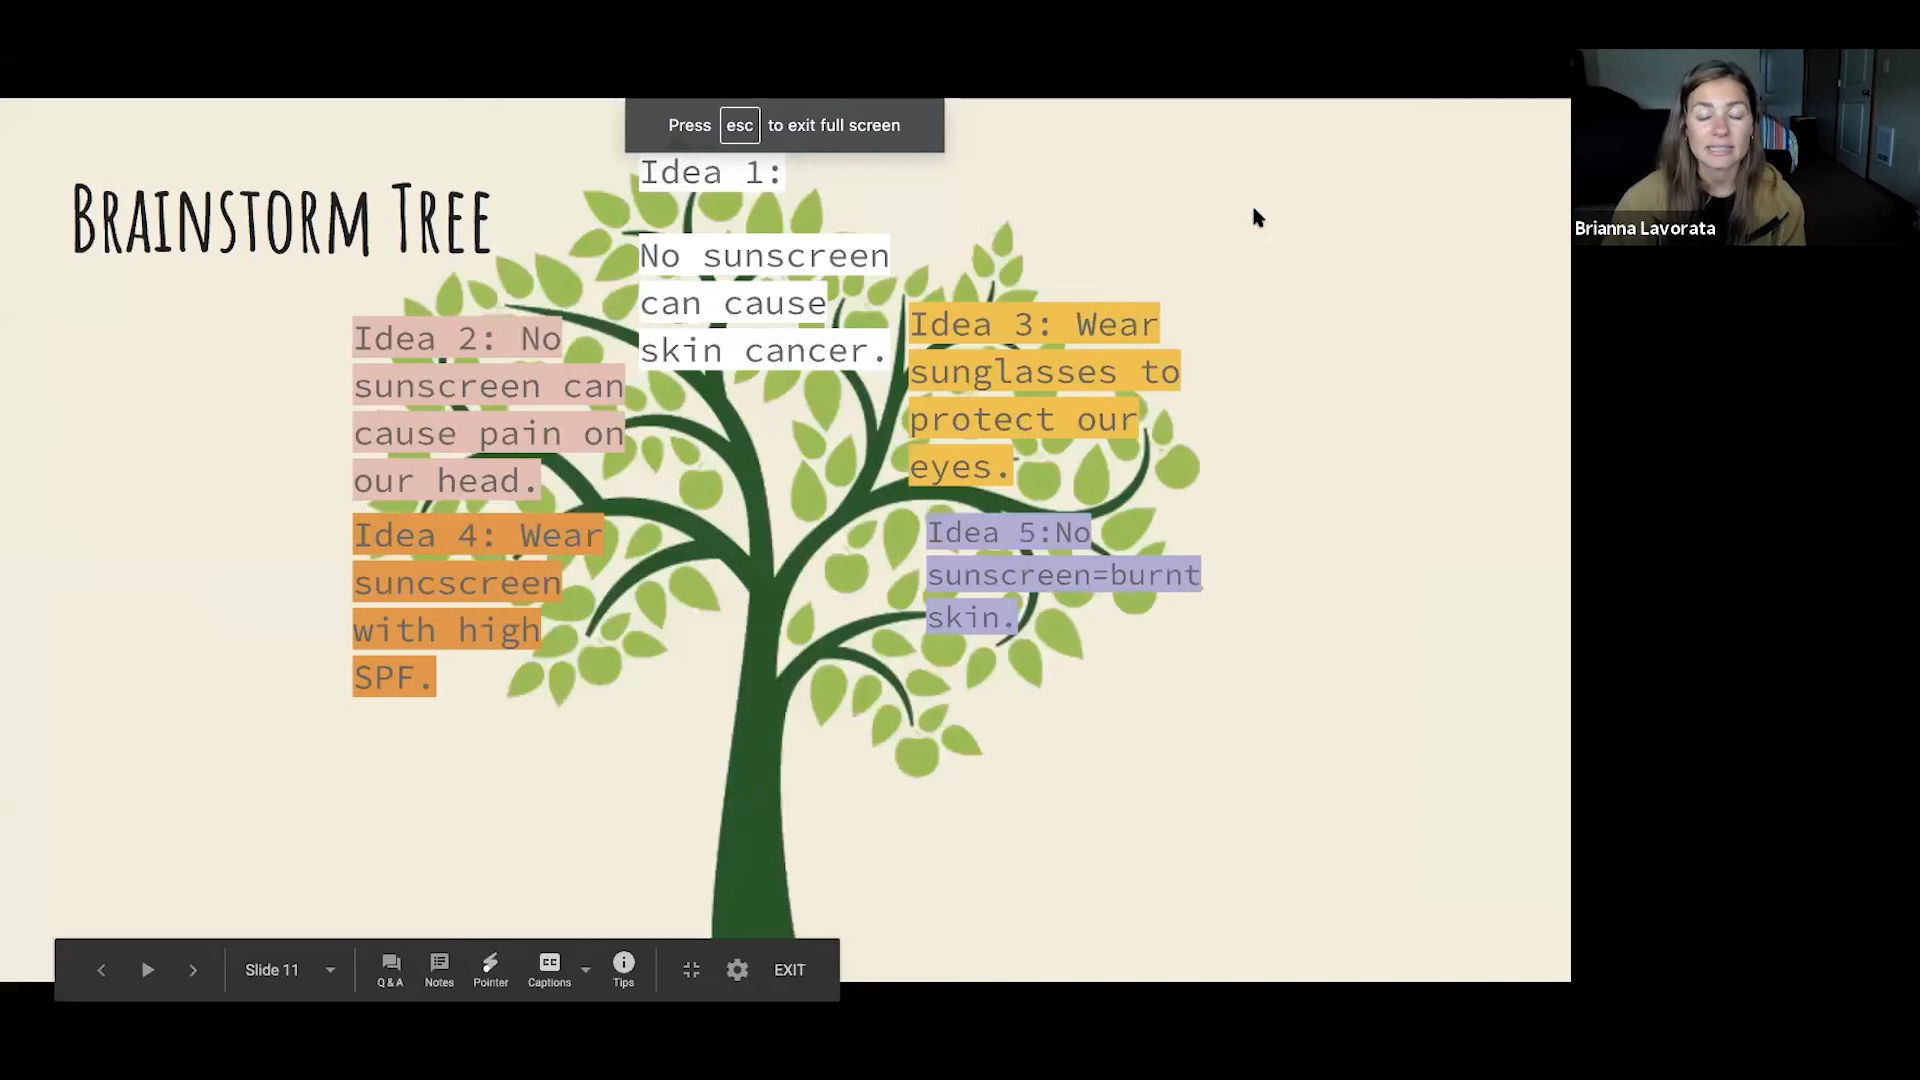 Press esc to exit full screen
BRAINSTORM TREE
Idea 1:
No sunscreen
can cause
skin cancer.
Idea 2: No
sunscreen can
cause pain on
our head.
Idea 3: Wear
sunglasses to
protect our
eyes.
Idea 4: Wear
suncscreen
with high
SPF.
Idea 5:No
sunscreen=burnt
skin.
Brianna Lavorata
Slide 11
Q & A
Notes
Pointer
CC
Captions
Tips
EXIT